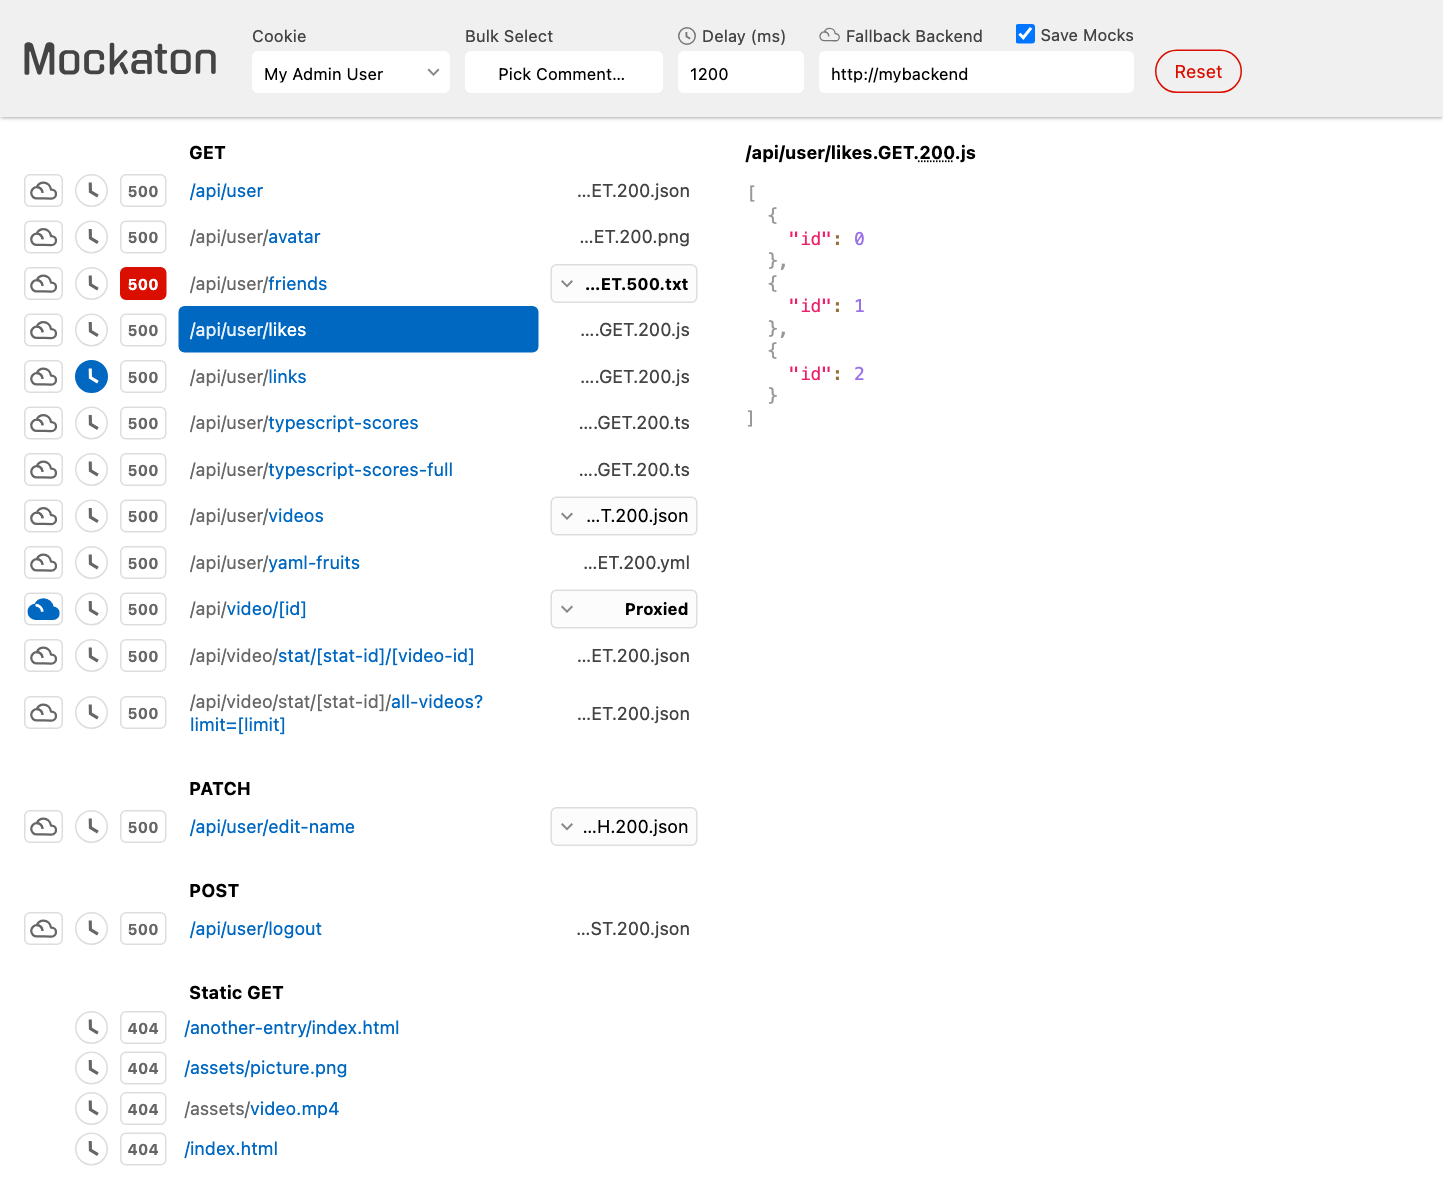 Mockaton
Cookie
My Admin User
Bulk Select
Pick Comment...
Delay (ms)
1200
Fallback Backend
http://mybackend
Save Mocks
Reset
GET
500 /api/user ...ET.200.json
500 /api/user/avatar ...ET.200.png
500 /api/user/friends ...ET.500.txt
500 /api/user/likes ....GET.200.js
500 /api/user/links ....GET.200.js
500 /api/user/typescript-scores ....GET.200.ts
500 /api/user/typescript-scores-full ....GET.200.ts
500 /api/user/videos ...T.200.json
500 /api/user/yaml-fruits ...ET.200.yml
500 /api/video/[id] Proxied
500 /api/video/stat/[stat-id]/[video-id] ...ET.200.json
500 /api/video/stat/[stat-id]/all-videos? ...ET.200.json
limit=[limit]
PATCH
500 /api/user/edit-name ...H.200.json
POST
500 /api/user/logout ...ST.200.json
Static GET
404 /another-entry/index.html
404 /assets/picture.png
404 /assets/video.mp4
404 /index.html
/api/user/likes.GET.200.js
[
{
"id": 0
},
{
"id": 1
},
{
"id": 2
}
]